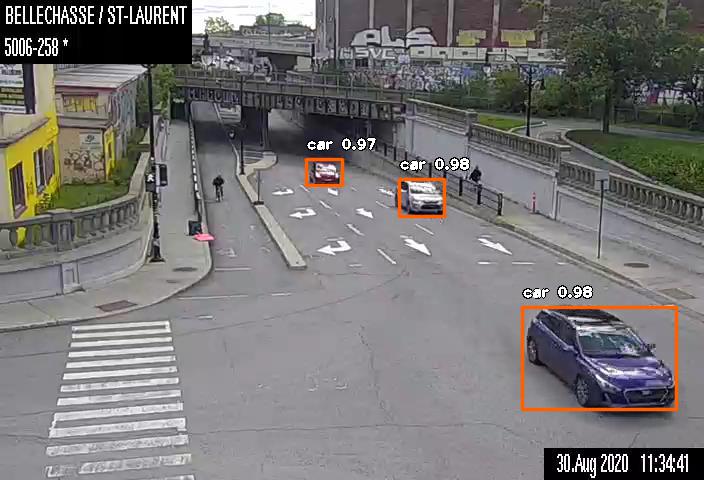 BELLECHASSE / ST-LAURENT
5006-258 *
car 0.97
car 0.98
car 0.98
30.Aug 2020 11:34:41